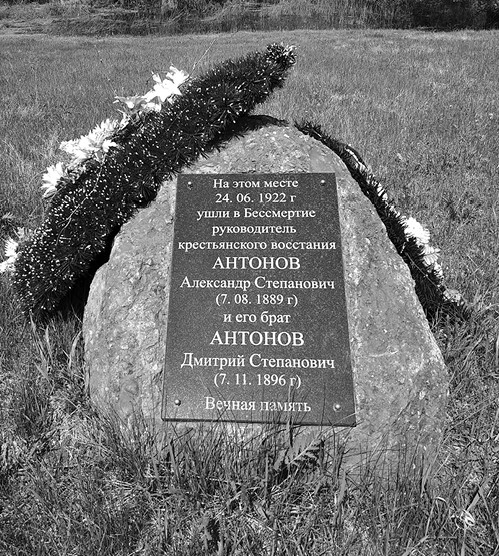 На этом месте
24. 06. 1922 г
ушли в Бессмертие
руководитель
крестьянского восстания
АНТОНОВ
Александр Степанович
(7. 08. 1889 г)
и его брат
АНТОНОВ
Дмитрий Степанович
(7. 11. 1896 г)
Вечная память